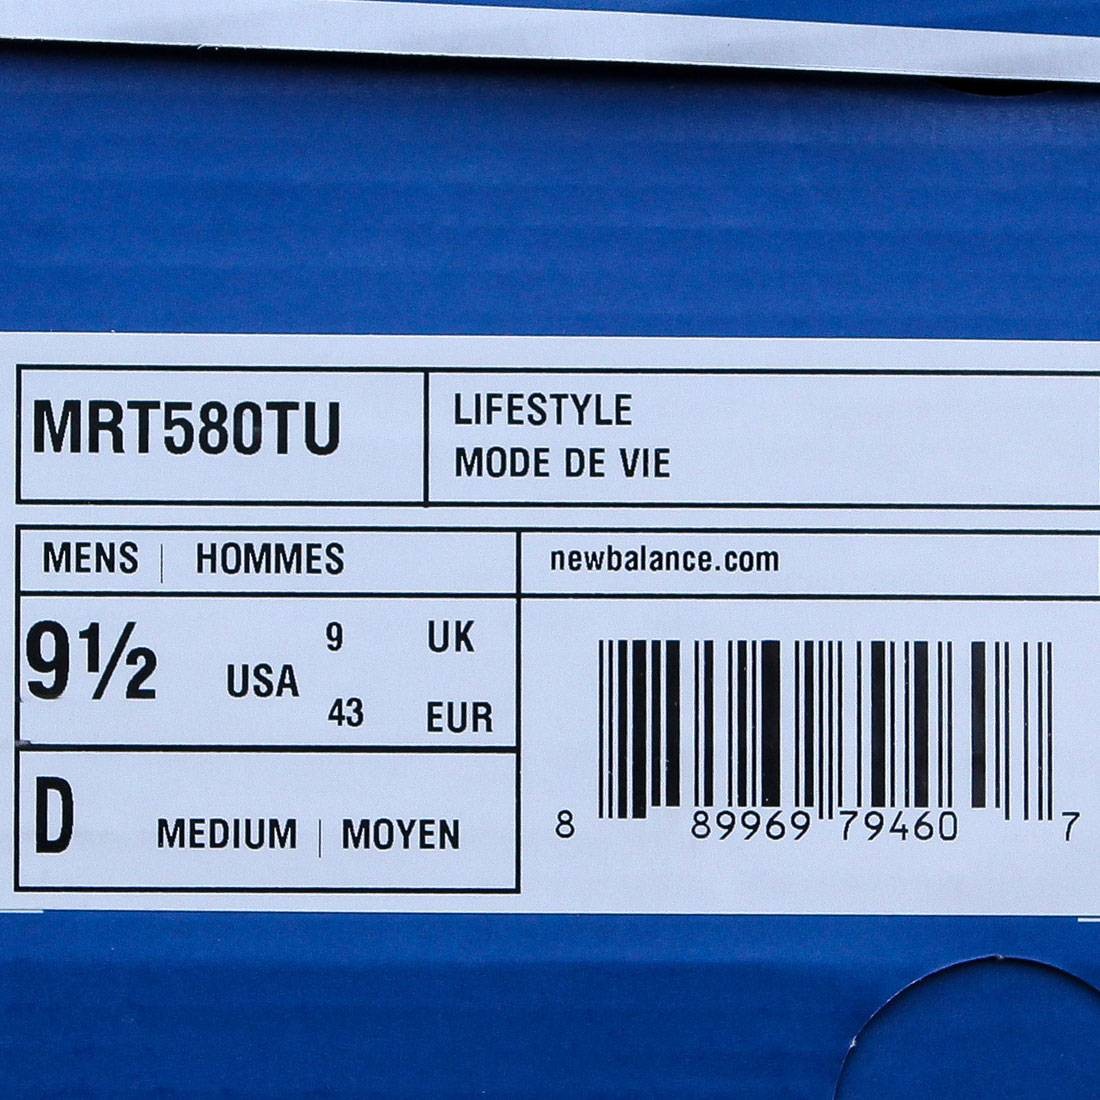 MRT580TU
LIFESTYLE
MODE DE VIE
MENS | HOMMES
newbalance.com
9½ USA
9 UK
43 EUR
D MEDIUM | MOYEN
8 89969 79460 7